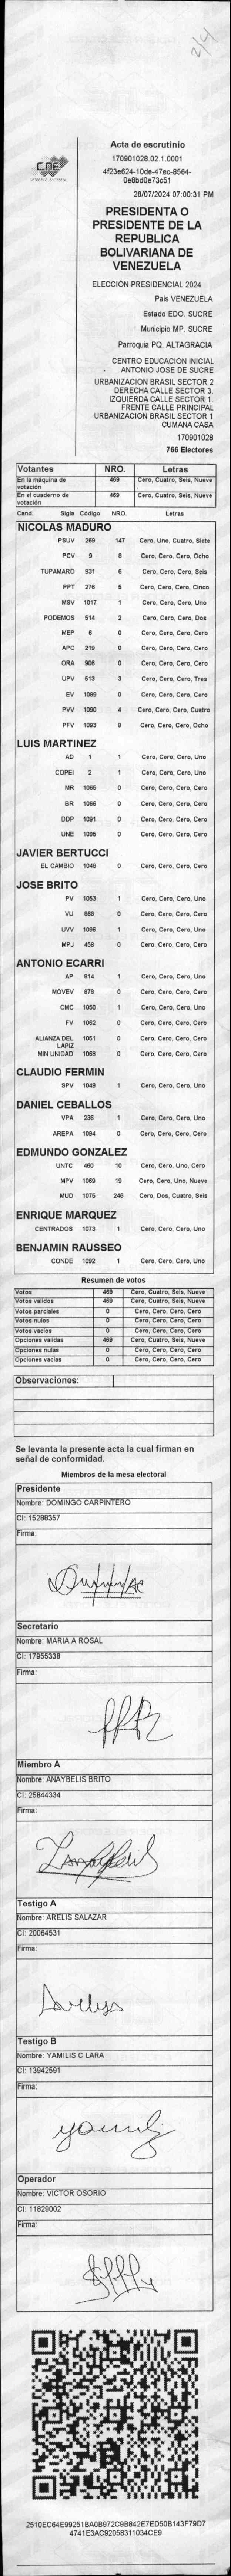 2/4
CNE
Acta de escrutinio
170901028.02.1.0001
4f23e624-10de-47ec-8564-
0e8bd0e73c51
28/07/2024 07:00:31 PM
PRESIDENTA O
PRESIDENTE DE LA
REPUBLICA
BOLIVARIANA DE
VENEZUELA
ELECCIÓN PRESIDENCIAL 2024
Pais VENEZUELA
Estado EDO. SUCRE
Municipio MP. SUCRE
Parroquia PQ. ALTAGRACIA
CENTRO EDUCACION INICIAL
ANTONIO JOSE DE SUCRE
URBANIZACION BRASIL SECTOR 2
DERECHA CALLE SECTOR 3.
IZQUIERDA CALLE SECTOR 1.
FRENTE CALLE PRINCIPAL
URBANIZACION BRASIL SECTOR 1
CUMANA CASA
170901028
766 Electores
Votantes NRO. Letras
En la máquina de votación 469 Cero, Cuatro, Seis, Nueve
En el cuaderno de votación 469 Cero, Cuatro, Seis, Nueve
Cand. Sigla Código NRO. Letras
NICOLAS MADURO
PSUV 269 147 Cero, Uno, Cuatro, Siete
PCV 9 8 Cero, Cero, Cero, Ocho
TUPAMARO 931 6 Cero, Cero, Cero, Seis
PPT 276 5 Cero, Cero, Cero, Cinco
MSV 1017 1 Cero, Cero, Cero, Uno
PODEMOS 514 2 Cero, Cero, Cero, Dos
MEP 6 0 Cero, Cero, Cero, Cero
APC 219 0 Cero, Cero, Cero, Cero
ORA 906 0 Cero, Cero, Cero, Cero
UPV 513 3 Cero, Cero, Cero, Tres
EV 1089 0 Cero, Cero, Cero, Cero
PVV 1090 4 Cero, Cero, Cero, Cuatro
PFV 1093 8 Cero, Cero, Cero, Ocho
LUIS MARTINEZ
AD 1 1 Cero, Cero, Cero, Uno
COPEI 2 1 Cero, Cero, Cero, Uno
MR 1065 0 Cero, Cero, Cero, Cero
BR 1066 0 Cero, Cero, Cero, Cero
DDP 1091 0 Cero, Cero, Cero, Cero
UNE 1095 0 Cero, Cero, Cero, Cero
JAVIER BERTUCCI
EL CAMBIO 1048 0 Cero, Cero, Cero, Cero
JOSE BRITO
PV 1053 1 Cero, Cero, Cero, Uno
VU 969 0 Cero, Cero, Cero, Cero
UVV 1096 1 Cero, Cero, Cero, Uno
MPJ 458 0 Cero, Cero, Cero, Cero
ANTONIO ECARRI
AP 814 1 Cero, Cero, Cero, Uno
MOVEV 878 0 Cero, Cero, Cero, Cero
CMC 1050 1 Cero, Cero, Cero, Uno
FV 1062 0 Cero, Cero, Cero, Cero
ALIANZA DEL LAPIZ 1051 0 Cero, Cero, Cero, Cero
MIN UNIDAD 1068 0 Cero, Cero, Cero, Cero
CLAUDIO FERMIN
SPV 1049 1 Cero, Cero, Cero, Uno
DANIEL CEBALLOS
VPA 236 1 Cero, Cero, Cero, Uno
AREPA 1094 0 Cero, Cero, Cero, Cero
EDMUNDO GONZALEZ
UNTC 460 10 Cero, Cero, Uno, Cero
MPV 1069 19 Cero, Cero, Uno, Nueve
MUD 1075 246 Cero, Dos, Cuatro, Seis
ENRIQUE MARQUEZ
CENTRADOS 1073 1 Cero, Cero, Cero, Uno
BENJAMIN RAUSSEO
CONDE 1092 1 Cero, Cero, Cero, Uno
Resumen de votos
Votos 469 Cero, Cuatro, Seis, Nueve
Votos validos 469 Cero, Cuatro, Seis, Nueve
Votos parciales 0 Cero, Cero, Cero, Cero
Votos nulos 0 Cero, Cero, Cero, Cero
Votos vacios 0 Cero, Cero, Cero, Cero
Opciones validas 469 Cero, Cuatro, Seis, Nueve
Opciones nulas 0 Cero, Cero, Cero, Cero
Opciones vacias 0 Cero, Cero, Cero, Cero
Observaciones:
Se levanta la presente acta la cual firman en
señal de conformidad.
Miembros de la mesa electoral
Presidente
Nombre: DOMINGO CARPINTERO
CI: 15288357
Firma:
Secretario
Nombre: MARIA A ROSAL
CI: 17955338
Firma:
Miembro A
Nombre: ANAYBELIS BRITO
CI: 25844334
Firma:
Testigo A
Nombre: ARELIS SALAZAR
CI: 20064531
Firma:
Arelys
Testigo B
Nombre: YAMILIS C LARA
CI: 13942591
Firma:
Operador
Nombre: VICTOR OSORIO
CI: 11829002
Firma:
2510EC64E99251BA0B972C9B842E7ED50B143F79D7
4741E3AC92058311034CE9